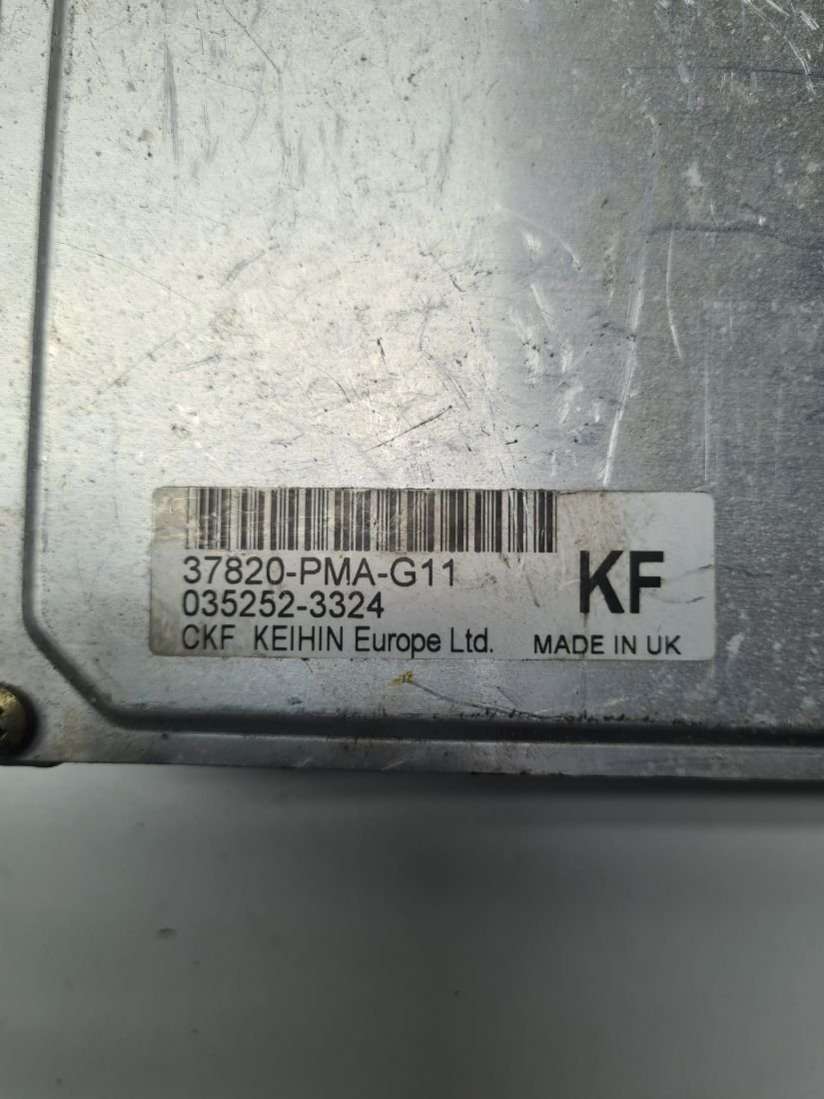 37820-PMA-G11
035252-3324
KF
CKF KEIHIN Europe Ltd. MADE IN UK